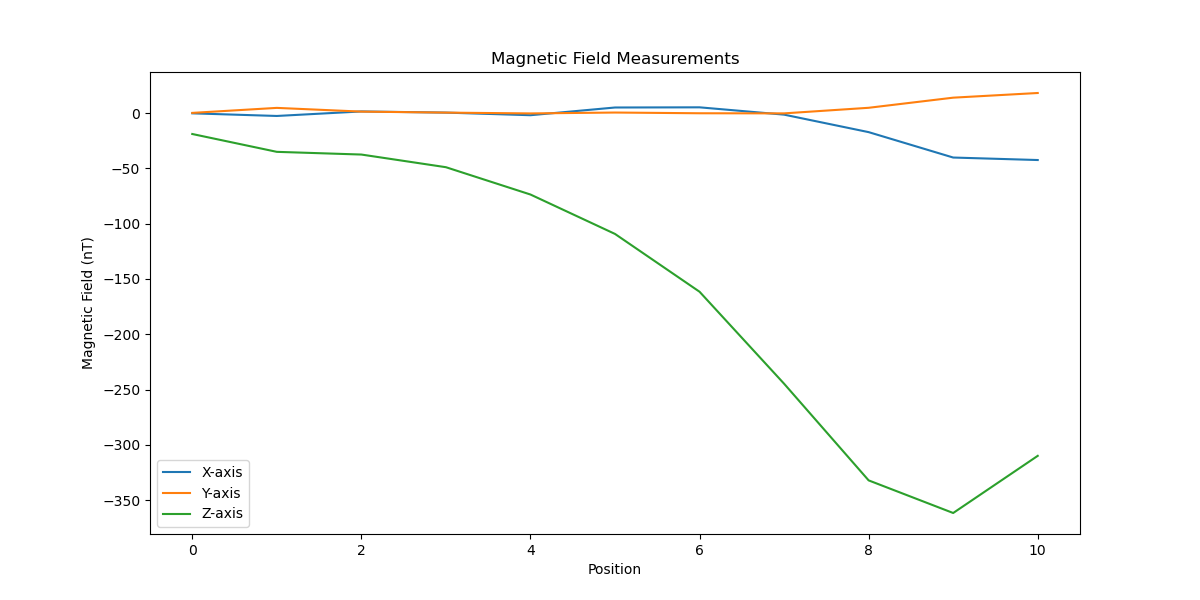 Magnetic Field Measurements
Magnetic Field (nT)
0
−50
−100
−150
−200
−250
−300
−350
X-axis
Y-axis
Z-axis
0 2 4 6 8 10
Position